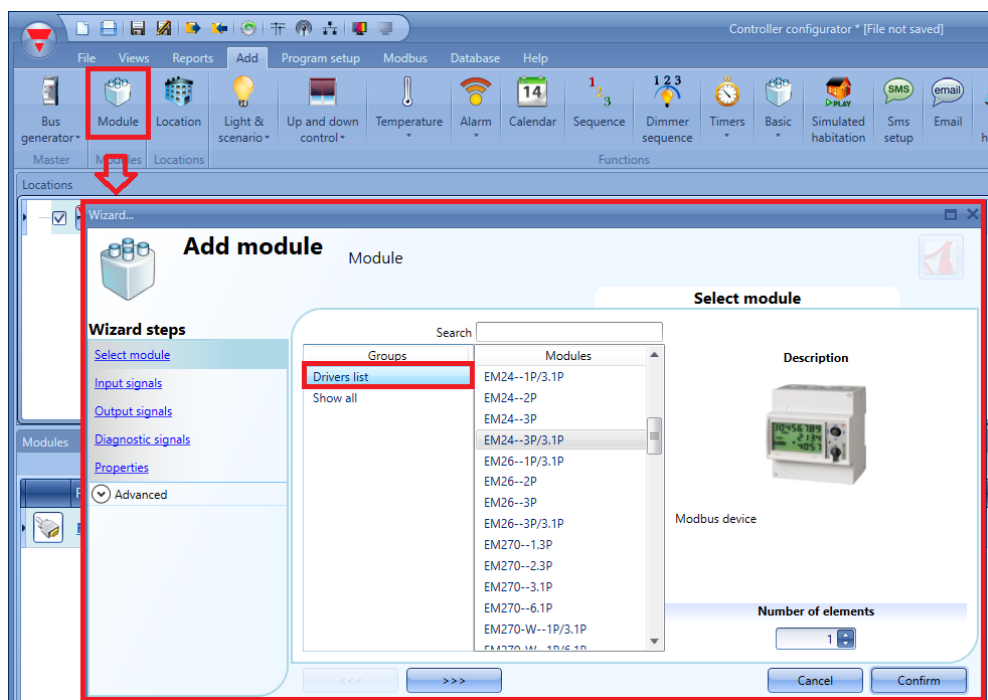 Controller configurator * [File not saved]
File Views Reports Add Program setup Modbus Database Help
Bus generator Module Location Light & scenario Up and down control Temperature Alarm Calendar Sequence Dimmer sequence Timers Basic Simulated habitation Sms setup Email
Master Modules Locations Functions
Locations
Wizard...
Add module Module
Select module
Wizard steps
Select module
Input signals
Output signals
Diagnostic signals
Properties
Advanced
Search
Groups
Drivers list
Show all
Modules
EM24--1P/3.1P
EM24--2P
EM24--3P
EM24--3P/3.1P
EM26--1P/3.1P
EM26--2P
EM26--3P
EM26--3P/3.1P
EM270--1.3P
EM270--2.3P
EM270--3.1P
EM270--6.1P
EM270-W--1P/3.1P
EM270-W--1P/6.1P
Description
Modbus device
Number of elements
1
<<< >>> Cancel Confirm
Modules